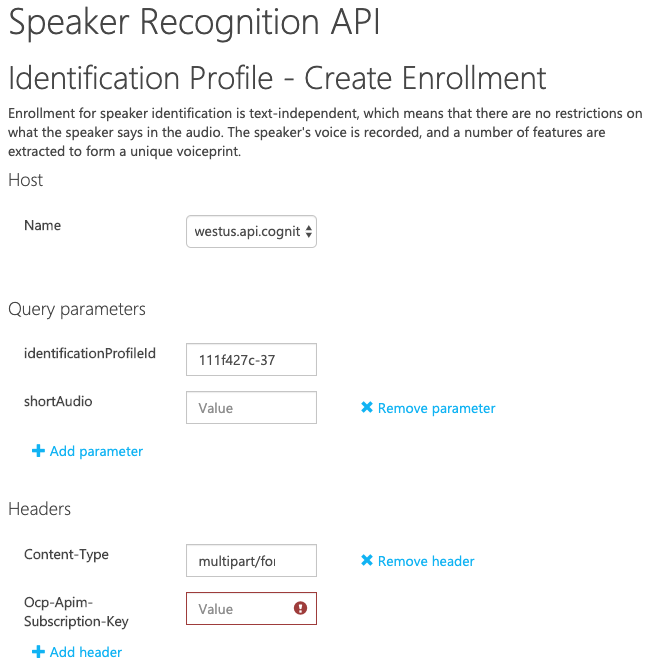 Speaker Recognition API
Identification Profile - Create Enrollment
Enrollment for speaker identification is text-independent, which means that there are no restrictions on
what the speaker says in the audio. The speaker's voice is recorded, and a number of features are
extracted to form a unique voiceprint.
Host
Name
westus.api.cognit
Query parameters
identificationProfileId
111f427c-37
shortAudio
Value
Remove parameter
Add parameter
Headers
Content-Type
multipart/for
Remove header
Ocp-Apim-
Subscription-Key
Value
Add header